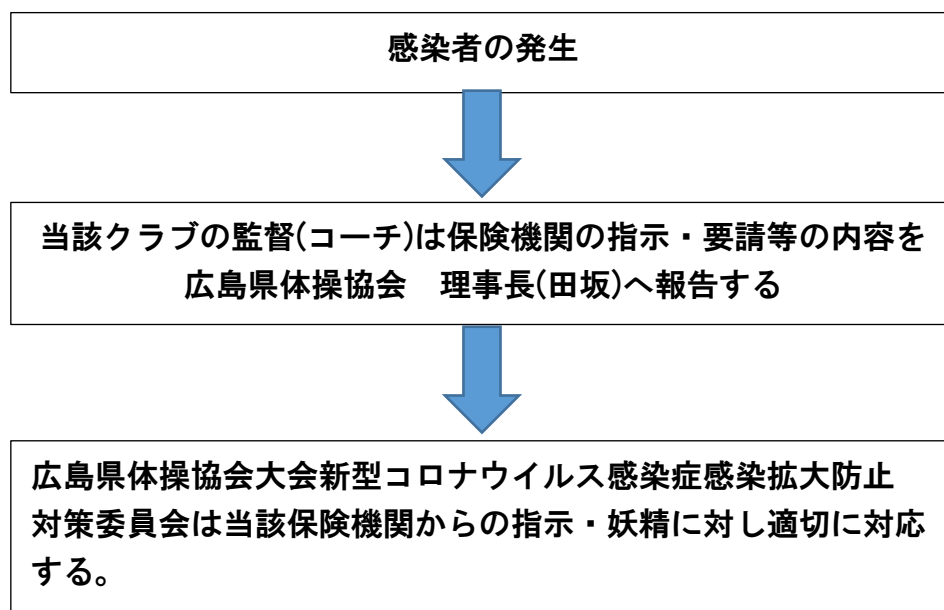 感染者の発生
当該クラブの監督(コーチ)は保険機関の指示・要請等の内容を
広島県体操協会　理事長(田坂)へ報告する
広島県体操協会大会新型コロナウイルス感染症感染拡大防止
対策委員会は当該保険機関からの指示・妖精に対し適切に対応
する。